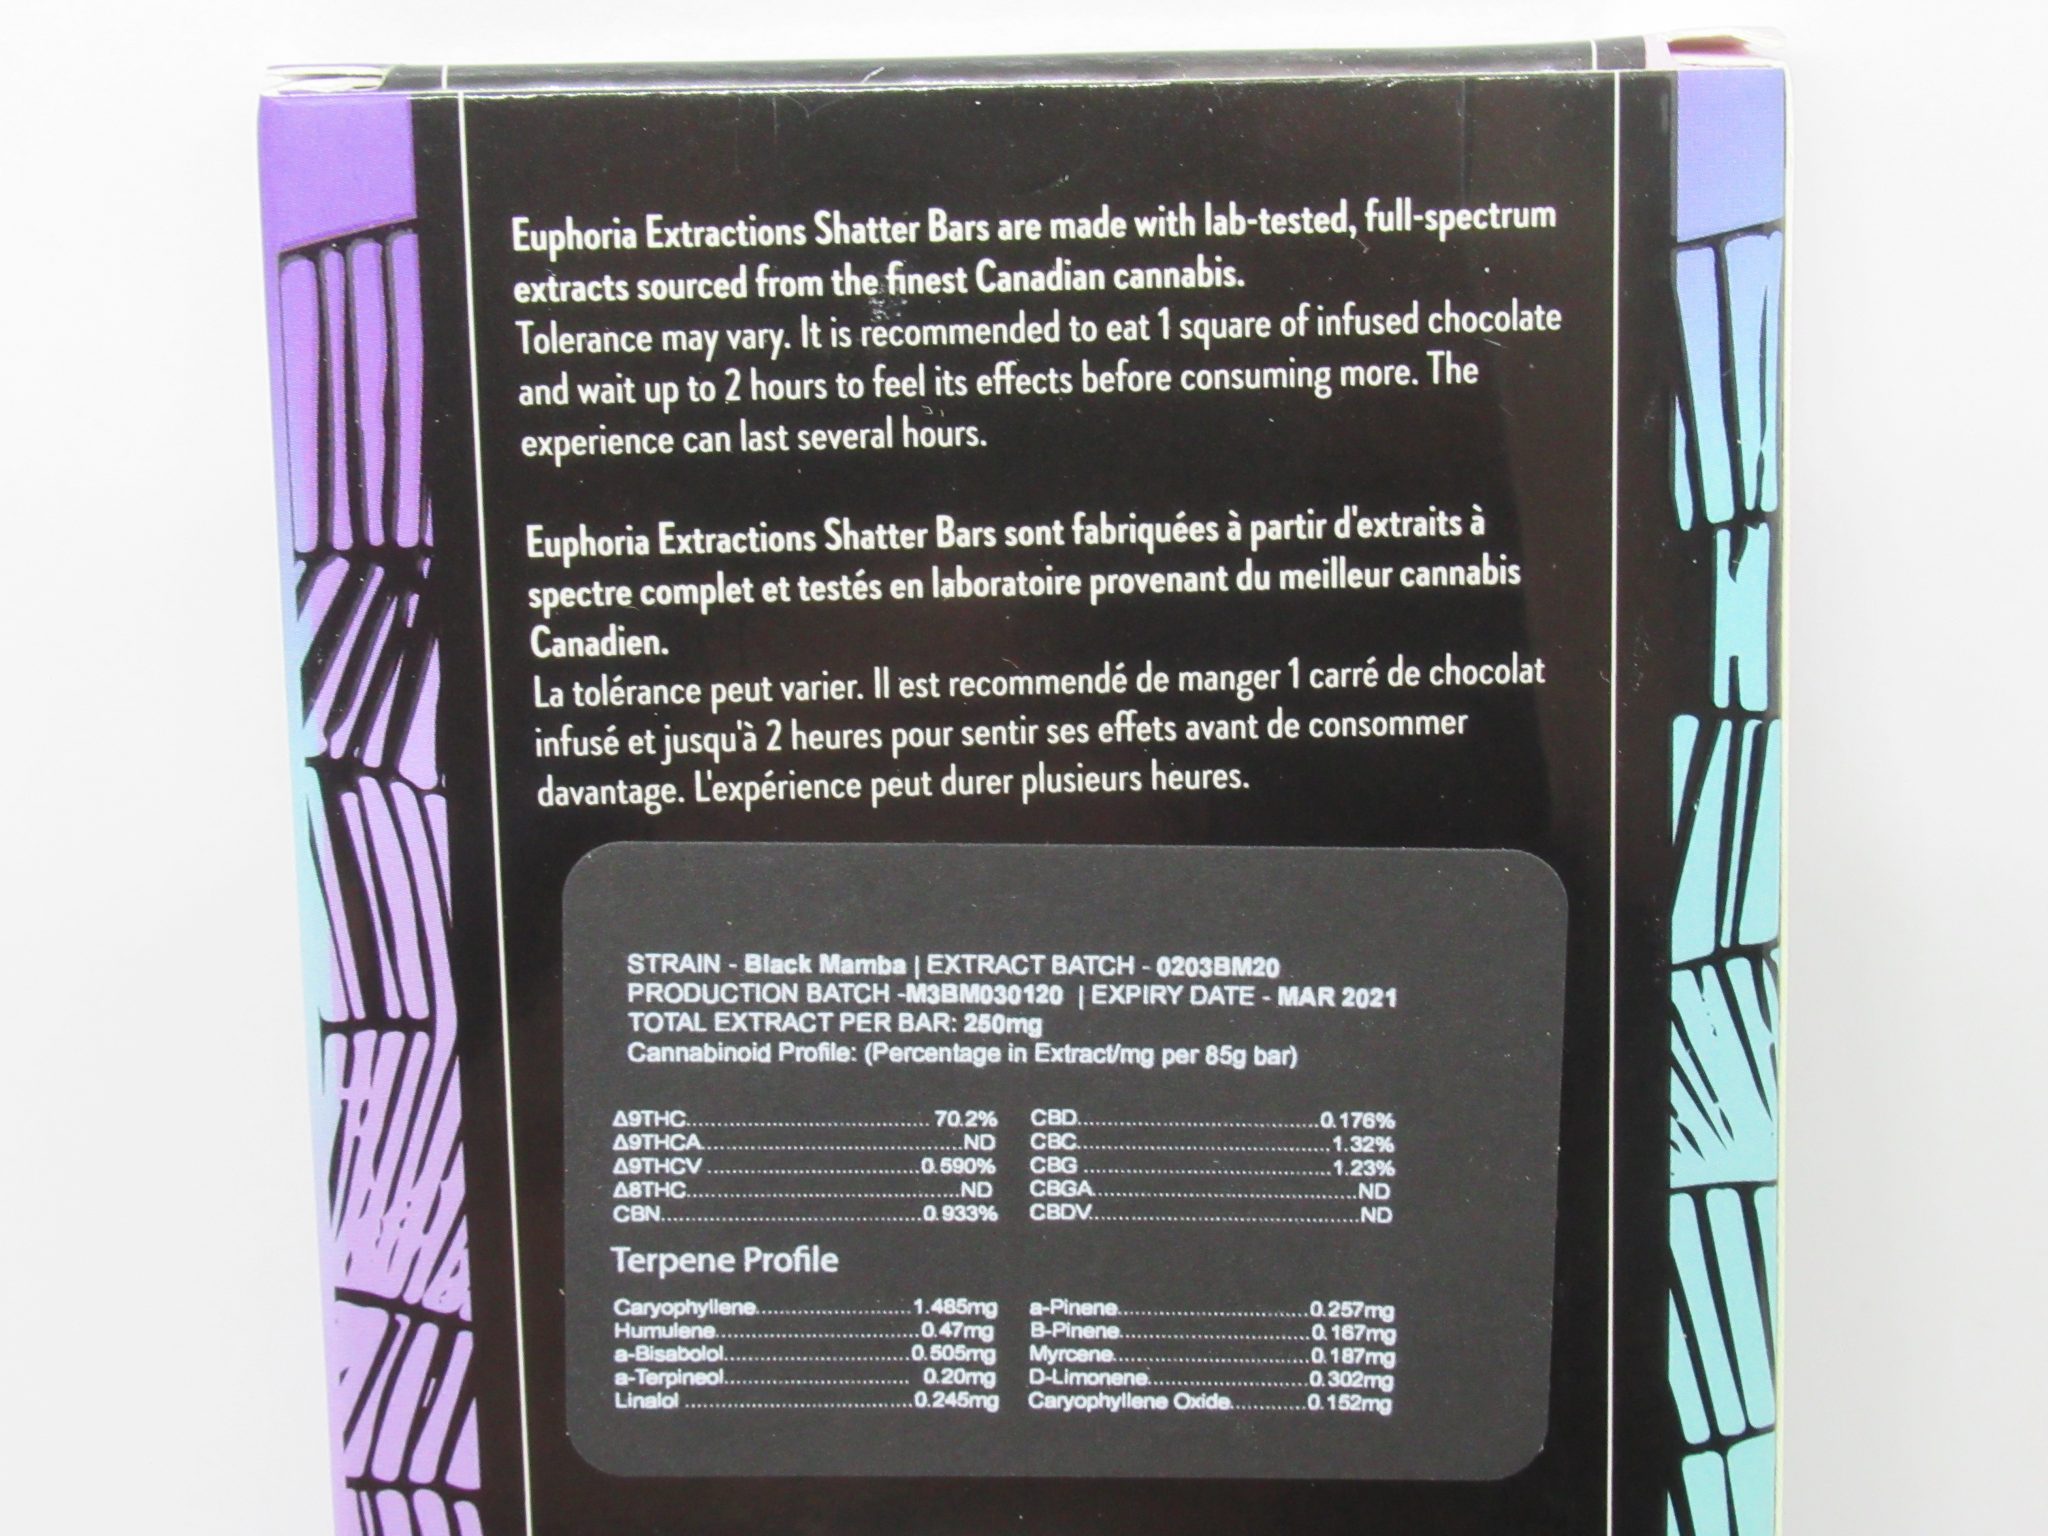 Euphoria Extractions Shatter Bars are made with lab-tested, full-spectrum
extracts sourced from the finest Canadian cannabis.
Tolerance may vary. It is recommended to eat 1 square of infused chocolate
and wait up to 2 hours to feel its effects before consuming more. The
experience can last several hours.
Euphoria Extractions Shatter Bars sont fabriquées à partir d'extraits à
spectre complet et testés en laboratoire provenant du meilleur cannabis
Canadien.
La tolérance peut varier. Il est recommendé de manger 1 carré de chocolat
infusé et jusqu'à 2 heures pour sentir ses effets avant de consommer
davantage. L'expérience peut durer plusieurs heures.
STRAIN - Black Mamba | EXTRACT BATCH - 0203BM20
PRODUCTION BATCH -M3BM030120 | EXPIRY DATE - MAR 2021
TOTAL EXTRACT PER BAR: 250mg
Cannabinoid Profile: (Percentage in Extract/mg per 85g bar)
Δ9THC 70.2% CBD 0.176%
Δ9THCA ND CBC 1.32%
Δ9THCV 0.590% CBG 1.23%
Δ8THC ND CBGA ND
CBN 0.933% CBDV ND
Terpene Profile
Caryophyllene 1.485mg a-Pinene 0.257mg
Humulene 0.47mg B-Pinene 0.167mg
a-Bisabolol 0.505mg Myrcene 0.187mg
a-Terpineol 0.20mg D-Limonene 0.302mg
Linalol 0.245mg Caryophyllene Oxide 0.152mg